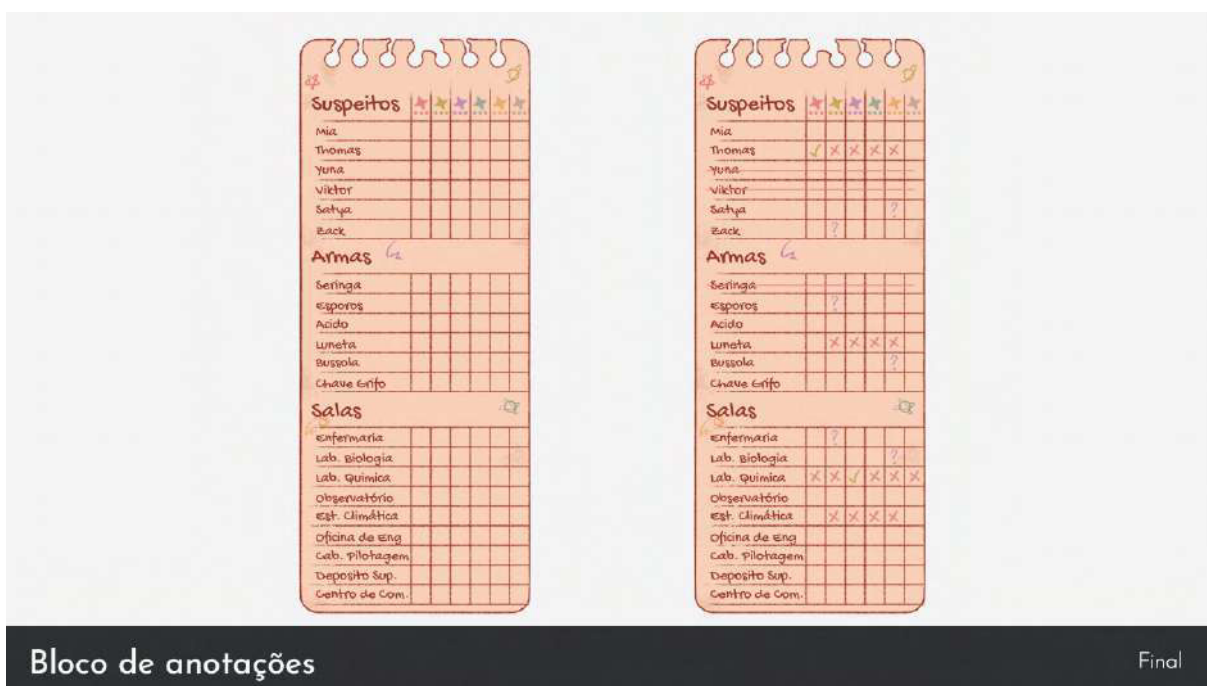 Suspeitos
Mia
Thomas
Yuna
Viktor
Satya
Zack
Armas
Seringa
Esporos
Acido
Luneta
Bussola
Chave Grifo
Salas
Enfermaria
Lab. Biologia
Lab. Quimica
Observatório
Est. Climática
Oficina de Eng
Cab. Pilotagem
Deposito Sup.
Centro de Com.
Suspeitos
Mia
Thomas
Yuna
Viktor
Satya
?
Zack
?
Armas
Seringa
Esporos
?
Acido
Luneta
Bussola
?
Chave Grifo
Salas
Enfermaria
?
Lab. Biologia
?
Lab. Quimica
Observatório
Est. Climática
Oficina de Eng
Cab. Pilotagem
Deposito Sup.
Centro de Com.
Bloco de anotações
Final